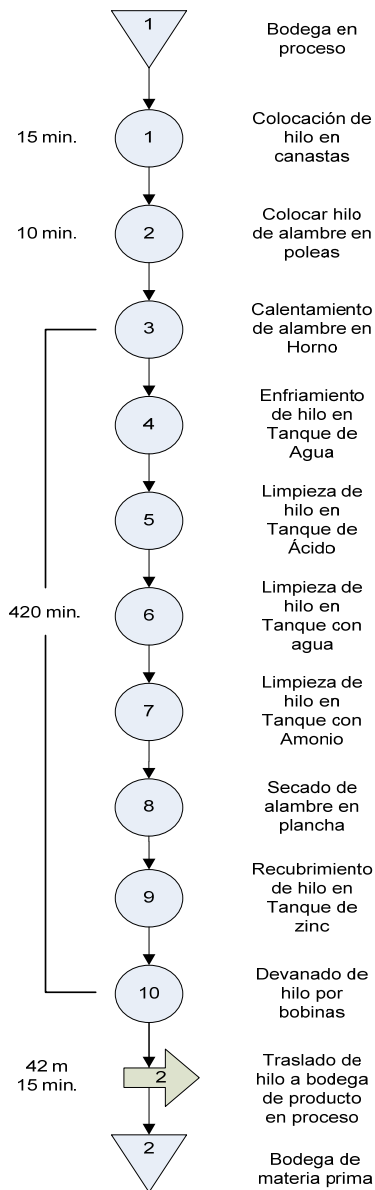 1
Bodega en
proceso
15 min.
1
Colocación de
hilo en
canastas
10 min.
2
Colocar hilo
de alambre en
poleas
3
Calentamiento
de alambre en
Horno
4
Enfriamiento
de hilo en
Tanque de
Agua
5
Limpieza de
hilo en
Tanque de
Ácido
420 min.
6
Limpieza de
hilo en
Tanque con
agua
7
Limpieza de
hilo en
Tanque con
Amonio
8
Secado de
alambre en
plancha
9
Recubrimiento
de hilo en
Tanque de
zinc
10
Devanado de
hilo por
bobinas
42 m
15 min.
2
Traslado de
hilo a bodega
de producto
en proceso
2
Bodega de
materia prima